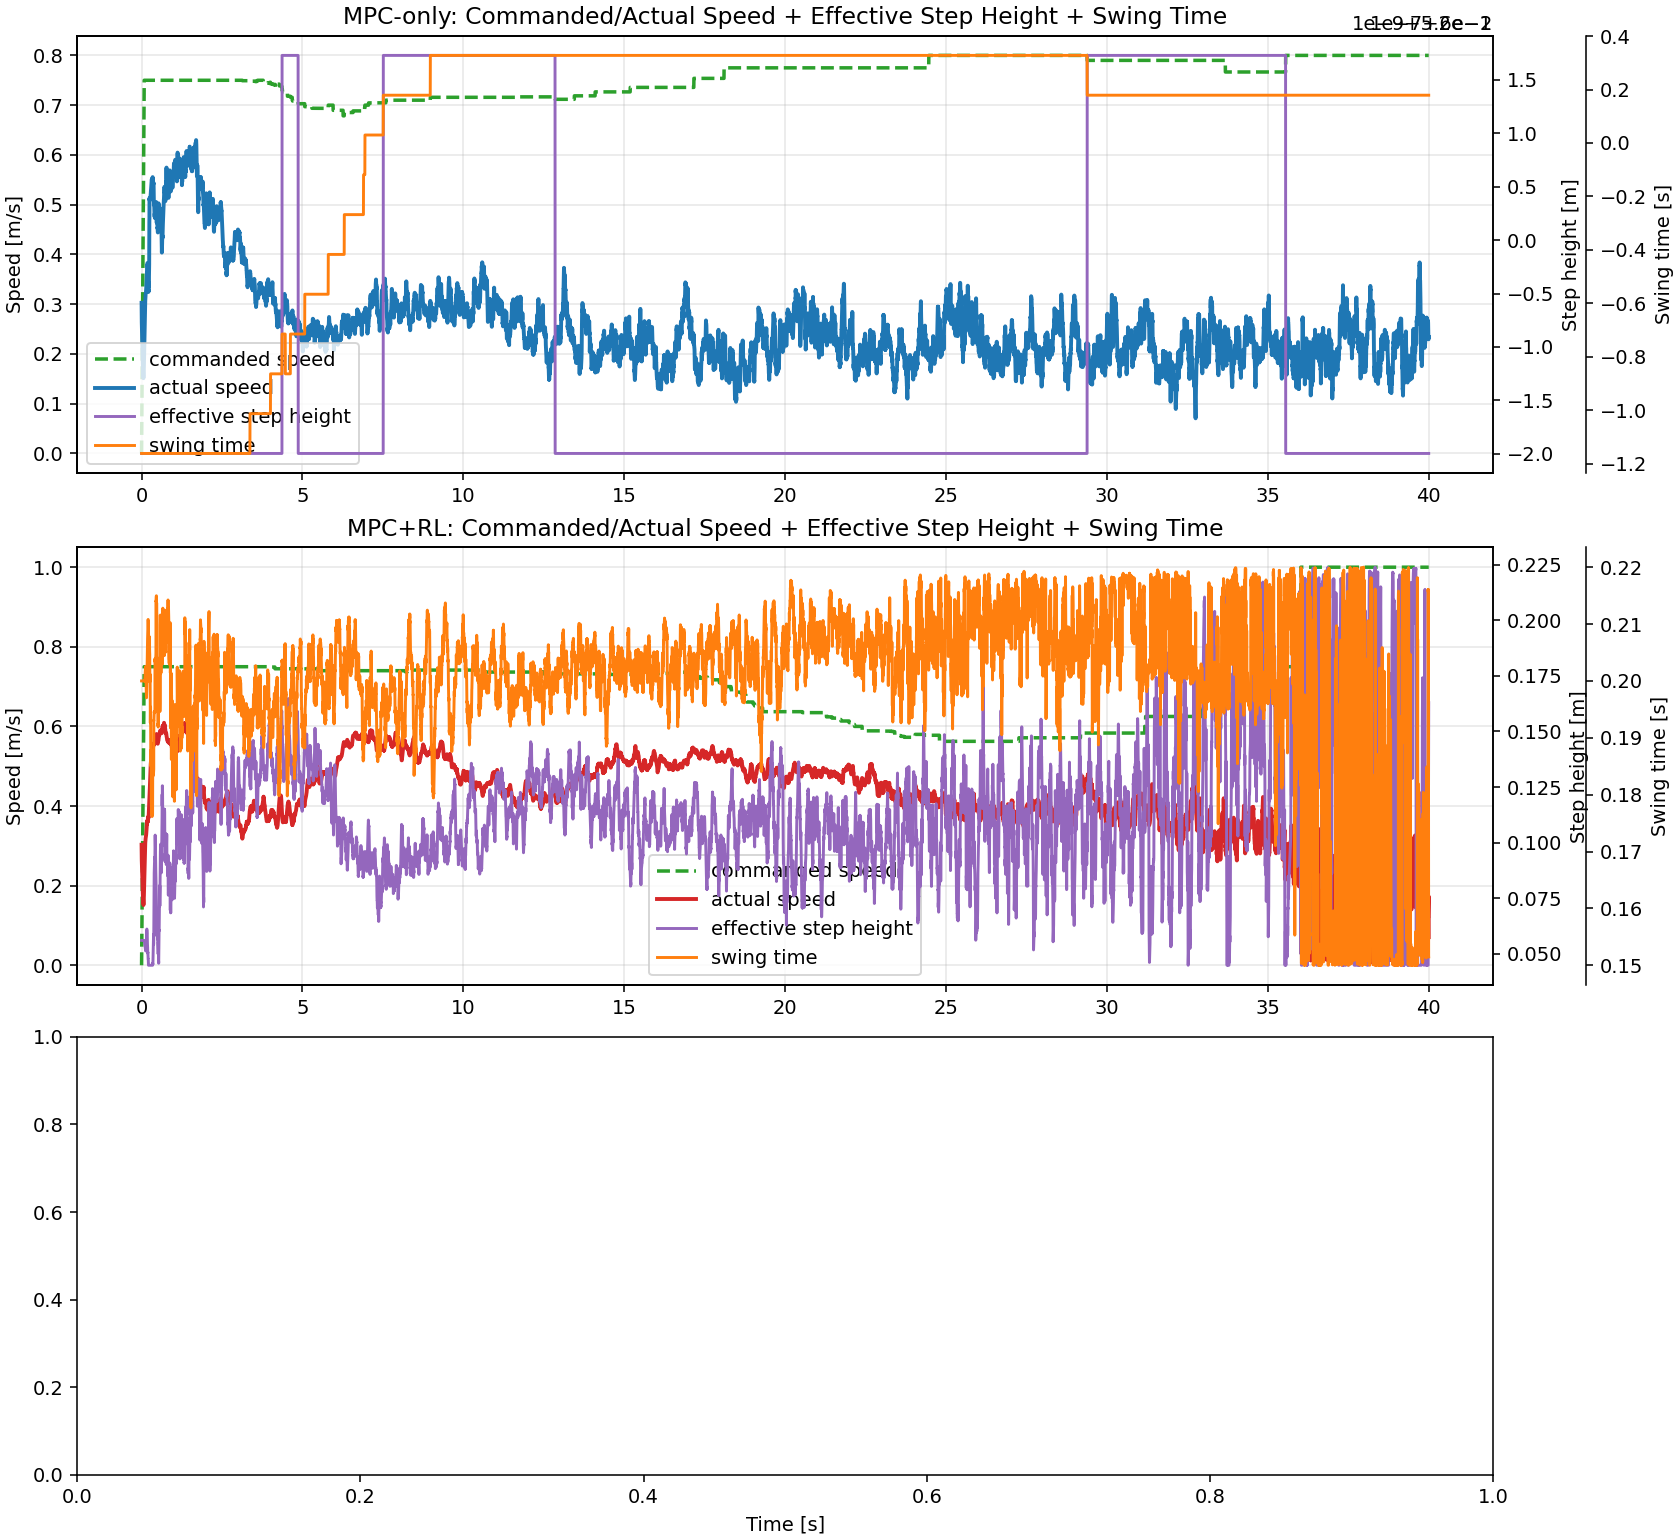 MPC-only: Commanded/Actual Speed + Effective Step Height + Swing Time
0.8
0.7
0.6
0.5
0.4
0.3
0.2
0.1
0.0
Speed [m/s]
commanded speed
actual speed
effective step height
swing time
0 5 10 15 20 25 30 35 40
1.5
1.0
0.5
0.0
−0.5
−1.0
−1.5
−2.0
Step height [m]
0.4
0.2
0.0
−0.2
−0.4
−0.6
−0.8
−1.0
−1.2
Swing time [s]
MPC+RL: Commanded/Actual Speed + Effective Step Height + Swing Time
1.0
0.8
0.6
0.4
0.2
0.0
Speed [m/s]
commanded speed
actual speed
effective step height
swing time
0 5 10 15 20 25 30 35 40
0.225
0.200
0.175
0.150
0.125
0.100
0.075
0.050
Step height [m]
0.22
0.21
0.20
0.19
0.18
0.17
0.16
0.15
Swing time [s]
1.0
0.8
0.6
0.4
0.2
0.0
0.0 0.2 0.4 0.6 0.8 1.0
Time [s]